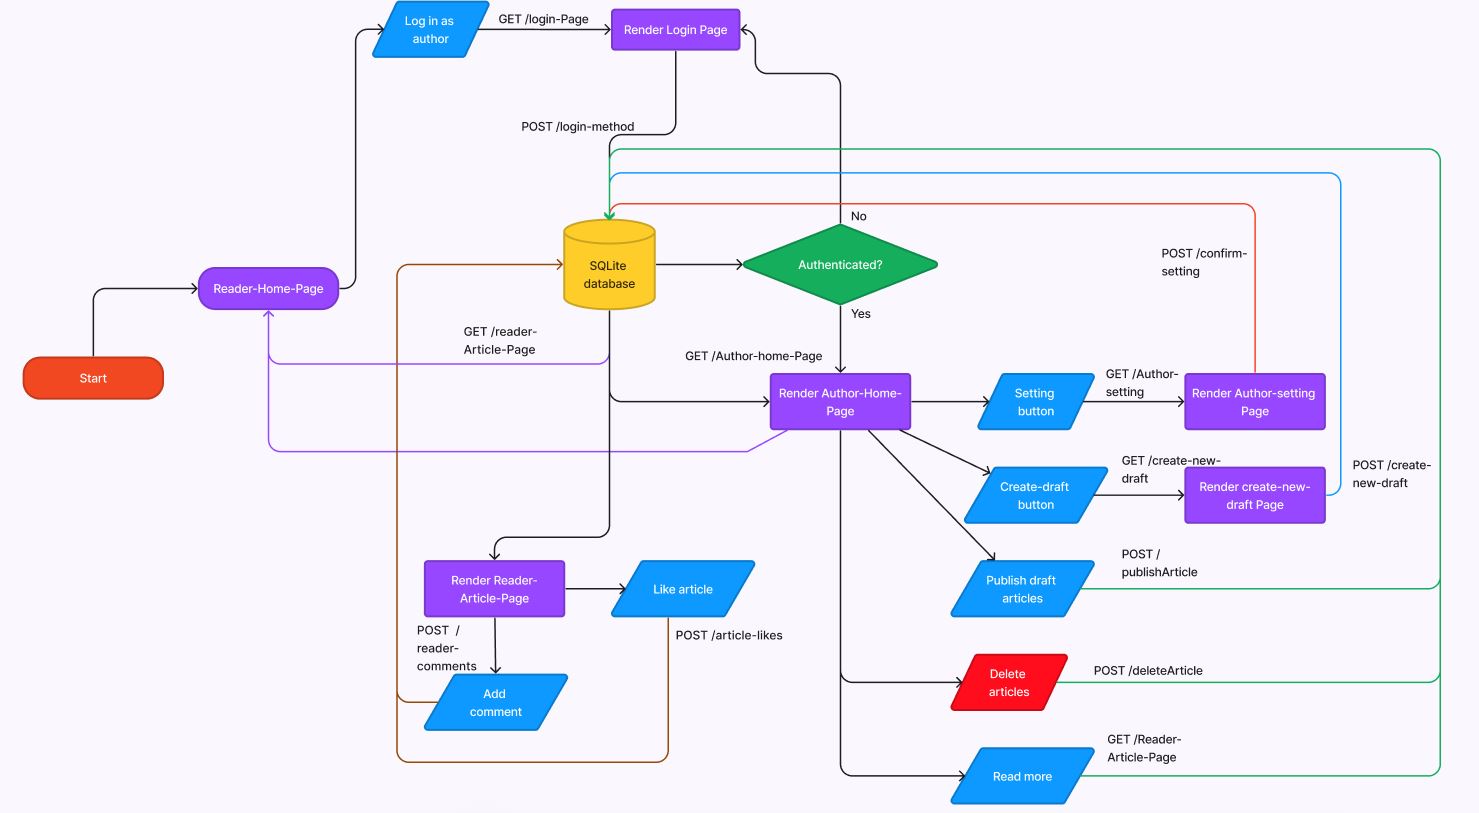 Log in as
author
GET /login-Page
Render Login Page
POST /login-method
No
SQLite
database
Authenticated?
POST /confirm-
setting
Reader-Home-Page
Yes
GET /reader-
Article-Page
GET /Author-home-Page
Start
Render Author-Home-
Page
Setting
button
GET /Author-
setting
Render Author-setting
Page
Create-draft
button
GET /create-new-
draft
Render create-new-
draft Page
POST /create-
new-draft
Render Reader-
Article-Page
Like article
Publish draft
articles
POST /
publishArticle
POST /
reader-
comments
POST /article-likes
Add
comment
Delete
articles
POST /deleteArticle
Read more
GET /Reader-
Article-Page